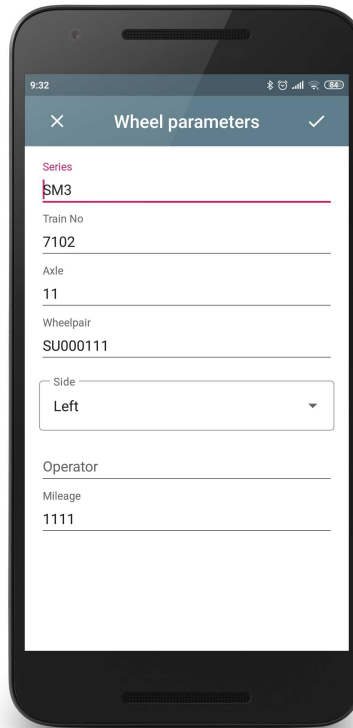 9:32
84
Wheel parameters
Series
SM3
Train No
7102
Axle
11
Wheelpair
SU000111
Side
Left
Operator
Mileage
1111